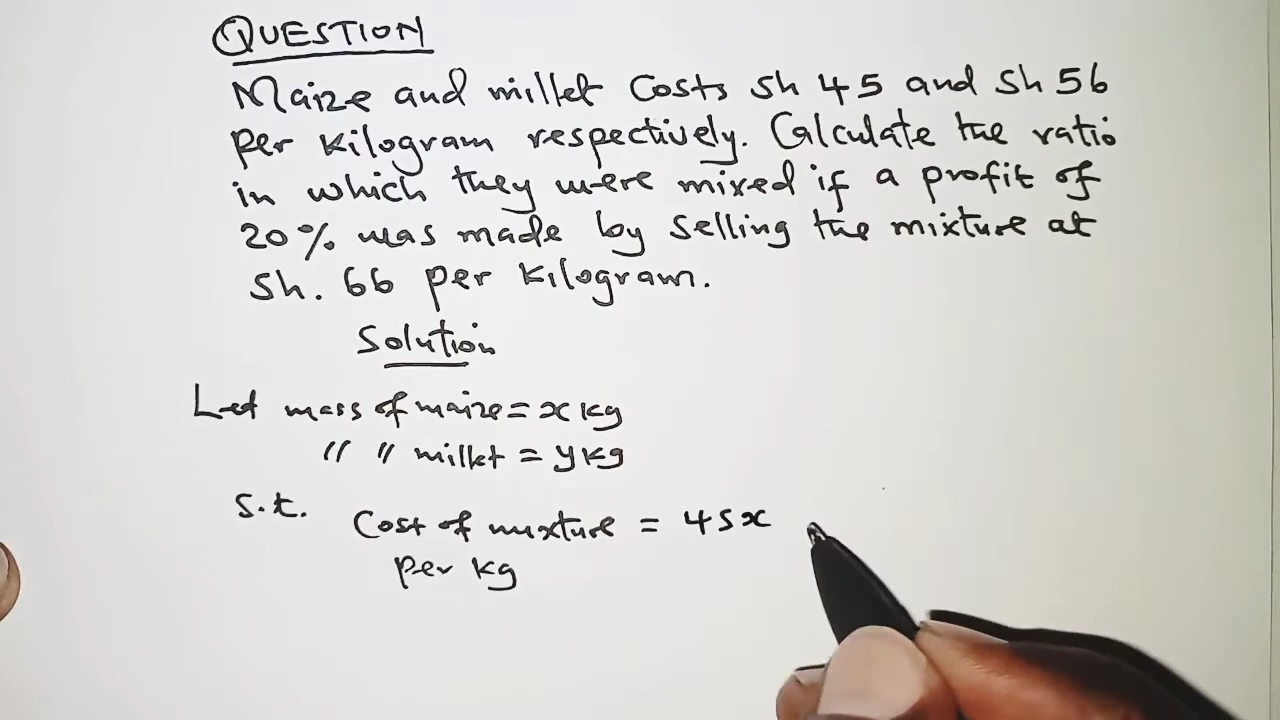 QUESTION
Maize and millet Costs Sh 45 and Sh 56
per kilogram respectively. Calculate the ratio
in which they were mixed if a profit of
20% was made by selling the mixture at
Sh. 66 per kilogram.
Solution
Let mass of maize = x kg
" " millet = y kg
s.t. Cost of mixture = 45x
per kg